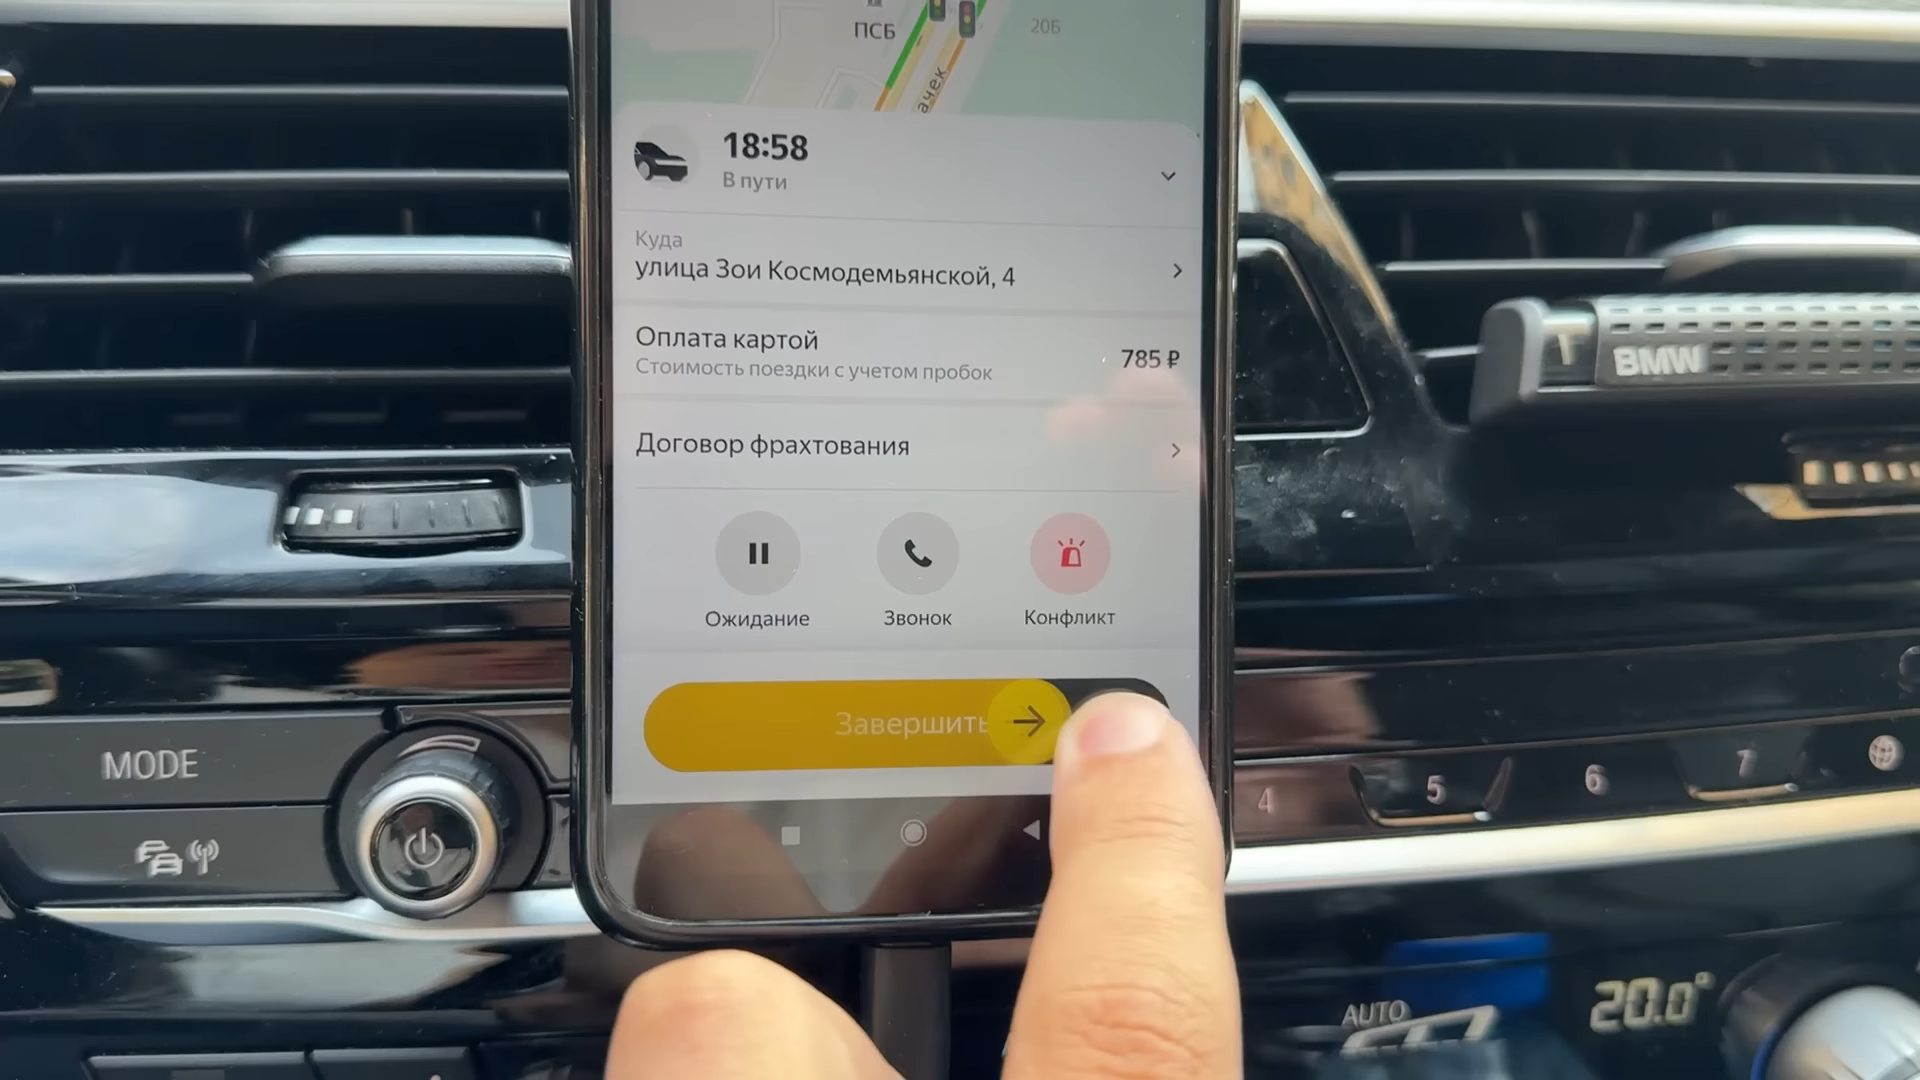 ПСБ
20Б
ачек
18:58
В пути
Куда
улица Зои Космодемьянской, 4
Оплата картой
785 ₽
Стоимость поездки с учетом пробок
Договор фрахтования
Ожидание
Звонок
Конфликт
Завершить
BMW
MODE
4
5
6
7
AUTO
20.0°